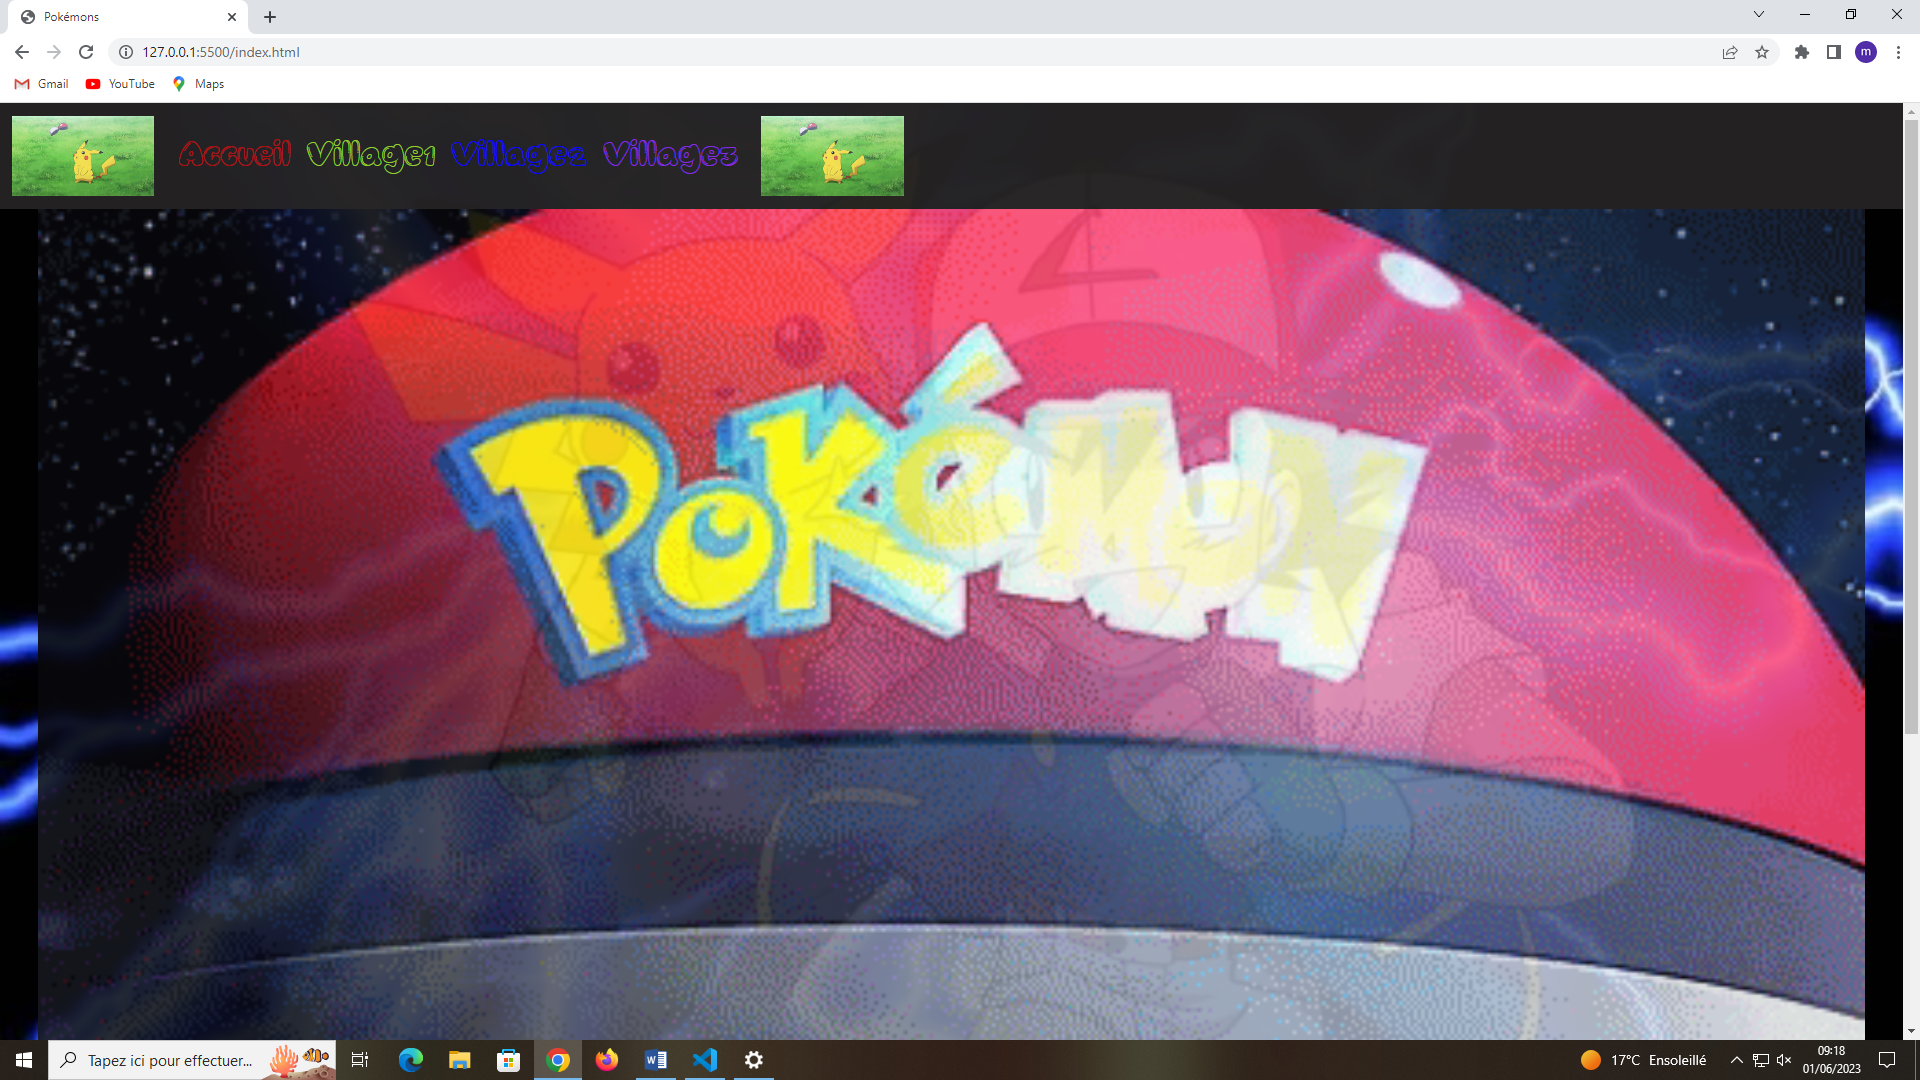 Pokémons
127.0.0.1:5500/index.html
m
Gmail YouTube Maps
Accueil Village1 Village2 Village3
POKÉMON
Tapez ici pour effectuer...
17°C Ensoleillé
09:18
01/06/2023